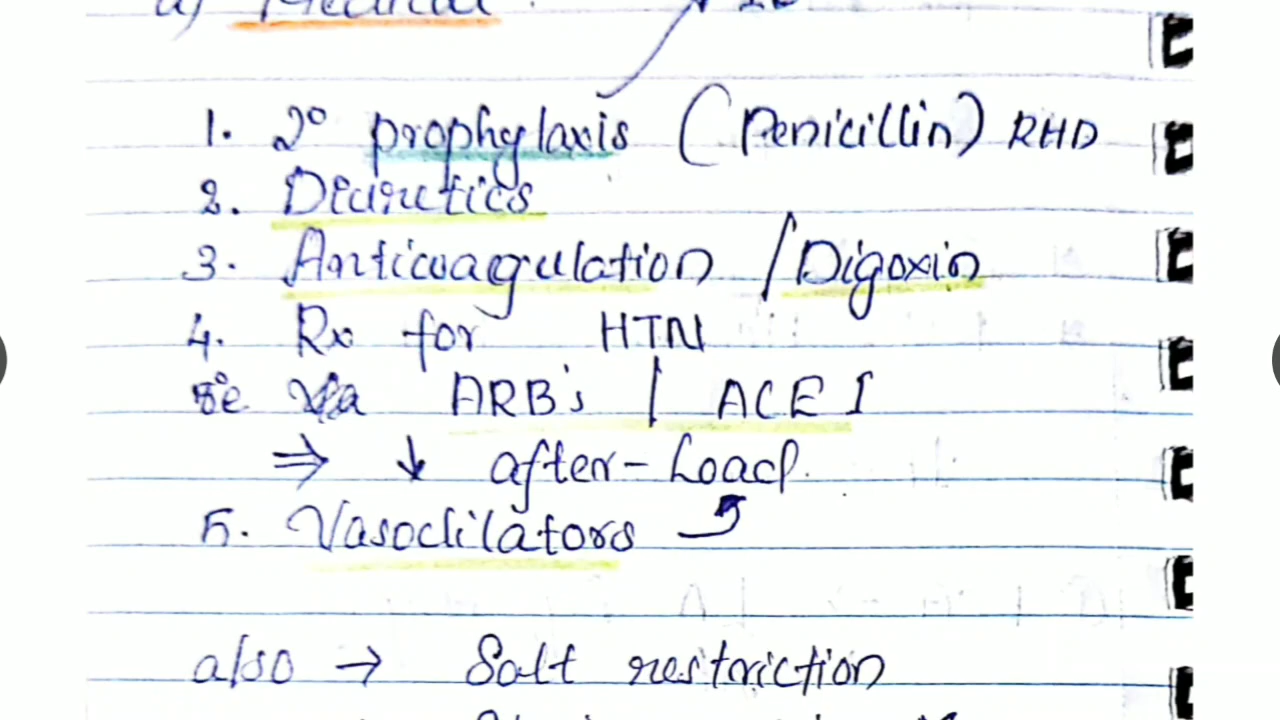 a) Medical
1. 2° prophylaxis (Penicillin) RHD
2. Diuretics
3. Anticoagulation / Digoxin
4. Rx for HTN
ARB's / ACE I
⇒ ↓ after-Load.
5. Vasodilators
also → Salt restriction